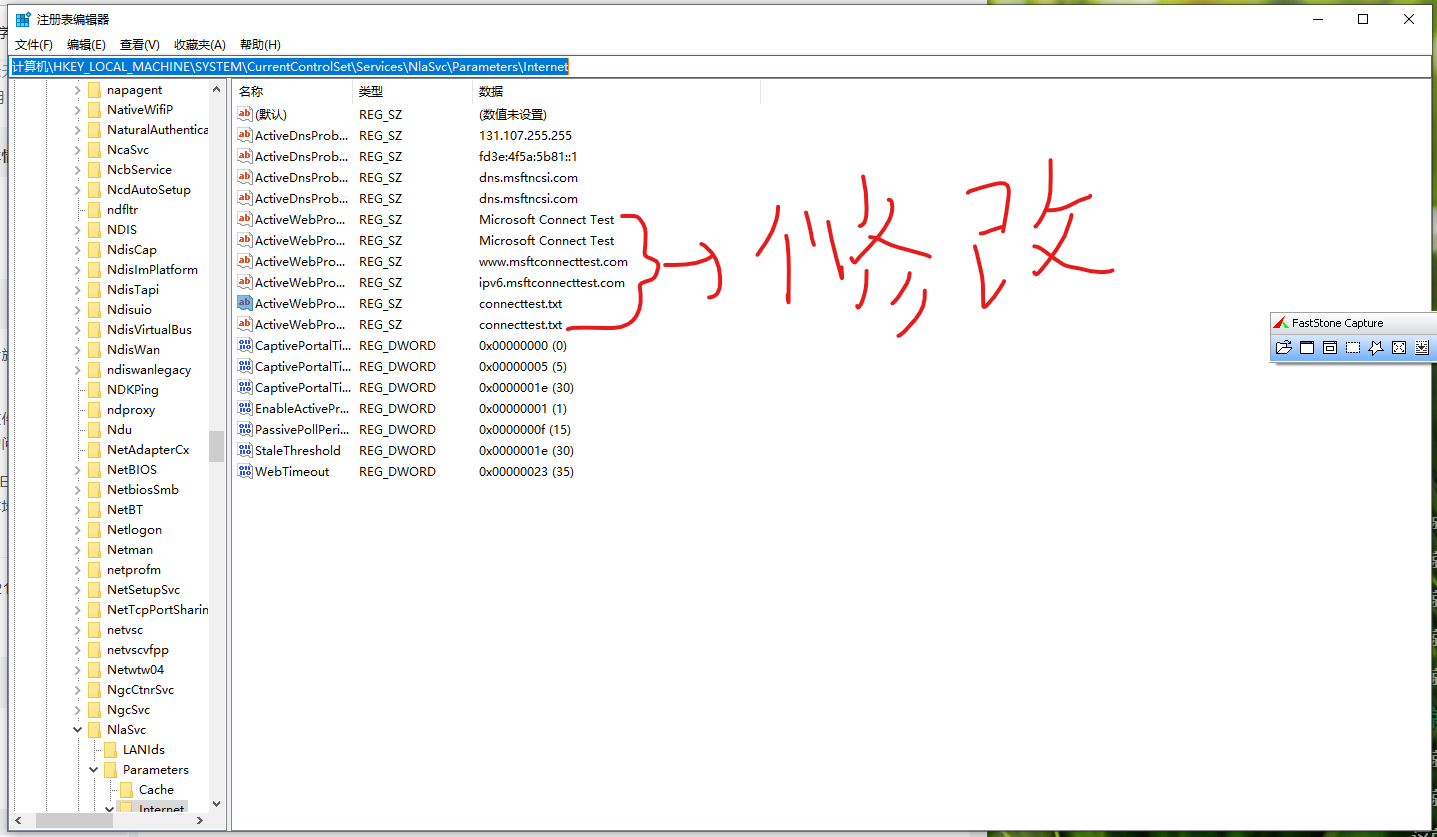 注册表编辑器
文件(F) 编辑(E) 查看(V) 收藏夹(A) 帮助(H)
计算机\HKEY_LOCAL_MACHINE\SYSTEM\CurrentControlSet\Services\NlaSvc\Parameters\Internet
napagent
NativeWifiP
NaturalAuthentica
NcaSvc
NcbService
NcdAutoSetup
ndfltr
NDIS
NdisCap
NdisImPlatform
NdisTapi
Ndisuio
NdisVirtualBus
NdisWan
ndiswanlegacy
NDKPing
ndproxy
Ndu
NetAdapterCx
NetBIOS
NetbiosSmb
NetBT
Netlogon
Netman
netprofm
NetSetupSvc
NetTcpPortSharin
netvsc
netvscvfpp
Netwtw04
NgcCtnrSvc
NgcSvc
NlaSvc
LANIds
Parameters
Cache
Internet
名称 类型 数据
(默认) REG_SZ (数值未设置)
ActiveDnsProb... REG_SZ 131.107.255.255
ActiveDnsProb... REG_SZ fd3e:4f5a:5b81::1
ActiveDnsProb... REG_SZ dns.msftncsi.com
ActiveDnsProb... REG_SZ dns.msftncsi.com
ActiveWebPro... REG_SZ Microsoft Connect Test
ActiveWebPro... REG_SZ Microsoft Connect Test
ActiveWebPro... REG_SZ www.msftconnecttest.com
ActiveWebPro... REG_SZ ipv6.msftconnecttest.com
ActiveWebPro... REG_SZ connecttest.txt
ActiveWebPro... REG_SZ connecttest.txt
CaptivePortalTi... REG_DWORD 0x00000000 (0)
CaptivePortalTi... REG_DWORD 0x00000005 (5)
CaptivePortalTi... REG_DWORD 0x0000001e (30)
EnableActivePr... REG_DWORD 0x00000001 (1)
PassivePollPeri... REG_DWORD 0x0000000f (15)
StaleThreshold REG_DWORD 0x0000001e (30)
WebTimeout REG_DWORD 0x00000023 (35)
修改
FastStone Capture